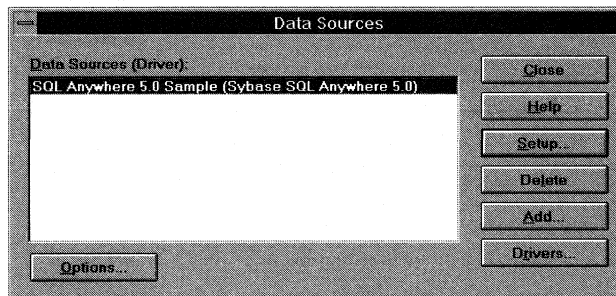 Data Sources
Data Sources (Driver):
SQL Anywhere 5.0 Sample (Sybase SQL Anywhere 5.0)
Close
Help
Setup...
Delete
Add...
Drivers...
Options...